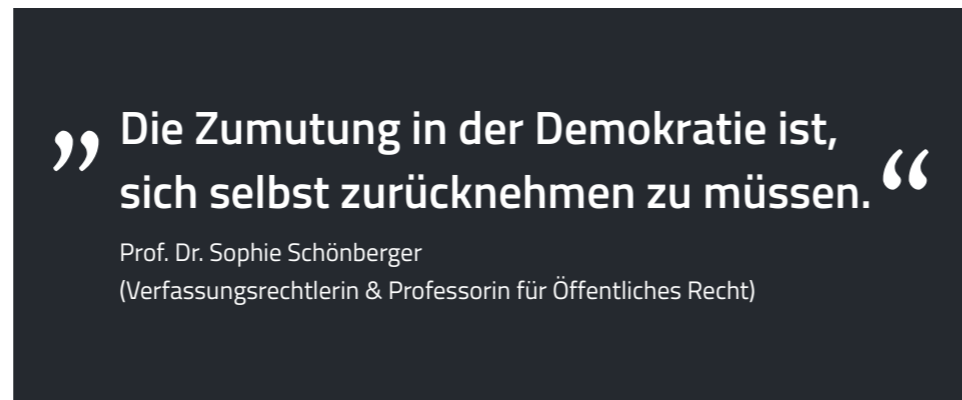 ”Die Zumutung in der Demokratie ist,
sich selbst zurücknehmen zu müssen.“
Prof. Dr. Sophie Schönberger
(Verfassungsrechtlerin & Professorin für Öffentliches Recht)